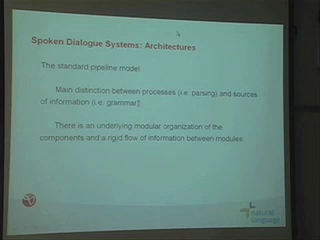 Spoken Dialogue Systems: Architectures
The standard pipeline model
Main distinction between processes (i.e. parsing) and sources
of information (i.e. grammar)
There is an underlying modular organization of the
components and a rigid flow of information between modules.
natural
language